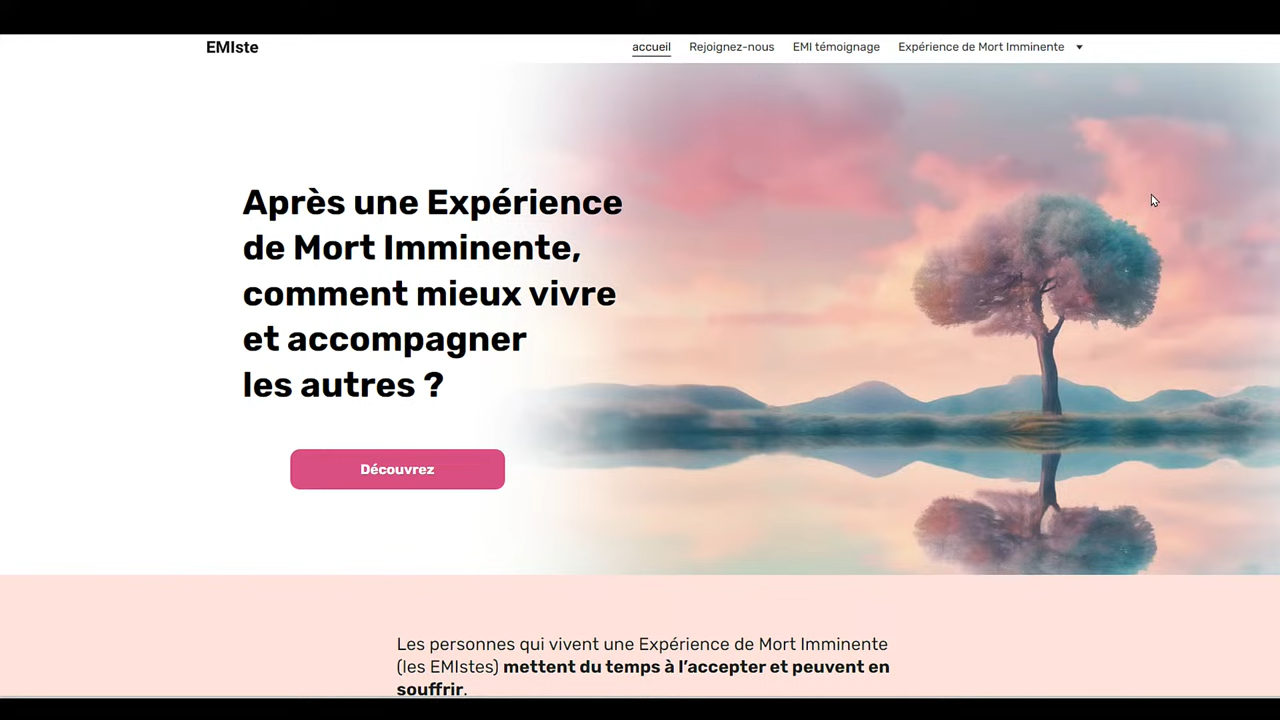 EMIste
accueil
Rejoignez-nous
EMI témoignage
Expérience de Mort Imminente
Après une Expérience
de Mort Imminente,
comment mieux vivre
et accompagner
les autres ?
Découvrez
Les personnes qui vivent une Expérience de Mort Imminente
(les EMIstes) mettent du temps à l’accepter et peuvent en
souffrir.